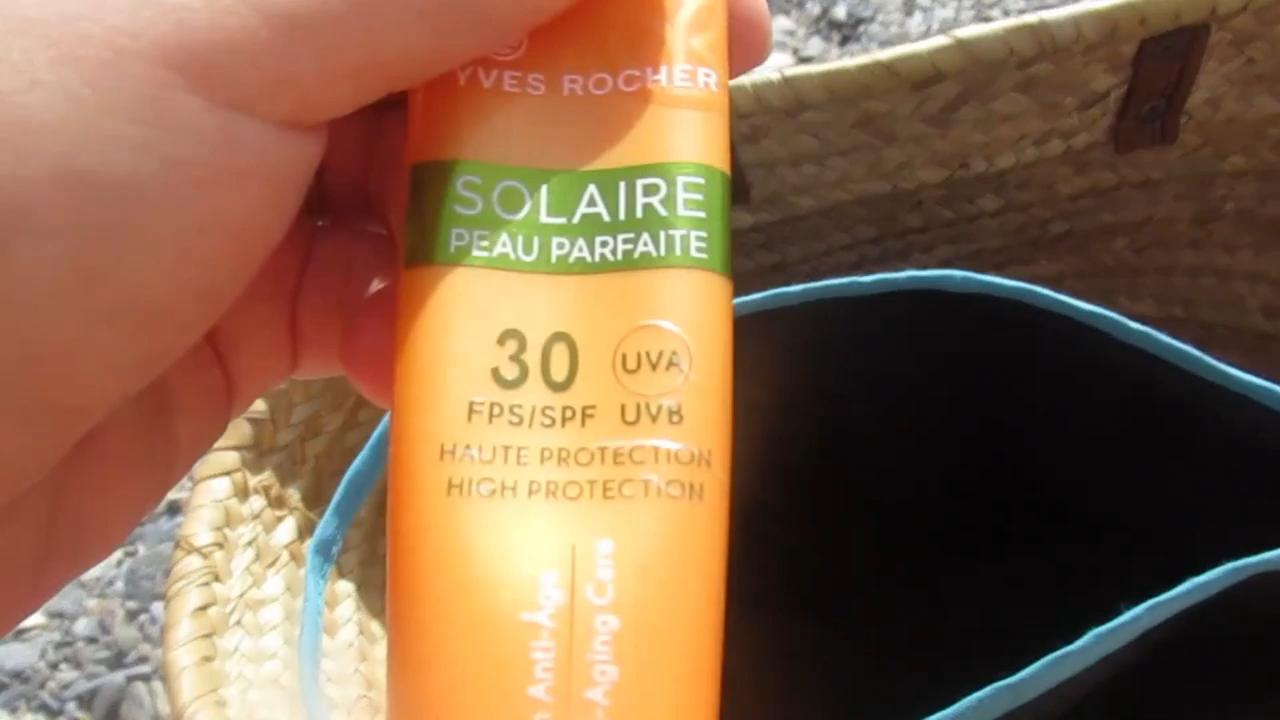 YVES ROCHER
SOLAIRE
PEAU PARFAITE
30 UVA
FPS/SPF UVB
HAUTE PROTECTION
HIGH PROTECTION
Anti-Âge
-Aging Care